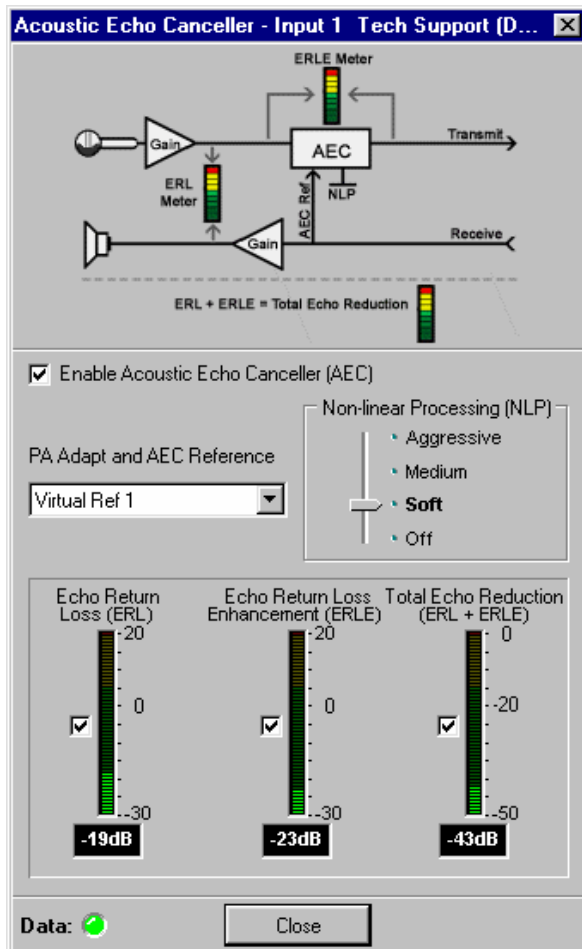 Acoustic Echo Canceller - Input 1 Tech Support (D...
ERLE Meter
Gain
AEC
Transmit
ERL
Meter
NLP
AEC Ref
Gain
Receive
ERL + ERLE = Total Echo Reduction
Enable Acoustic Echo Canceller (AEC)
Non-linear Processing (NLP)
Aggressive
PA Adapt and AEC Reference
Medium
Virtual Ref 1
Soft
Off
Echo Return
Loss (ERL)
Echo Return Loss
Enhancement (ERLE)
Total Echo Reduction
(ERL + ERLE)
20
20
0
0
0
-20
-30
-30
-50
-19dB
-23dB
-43dB
Data:
Close